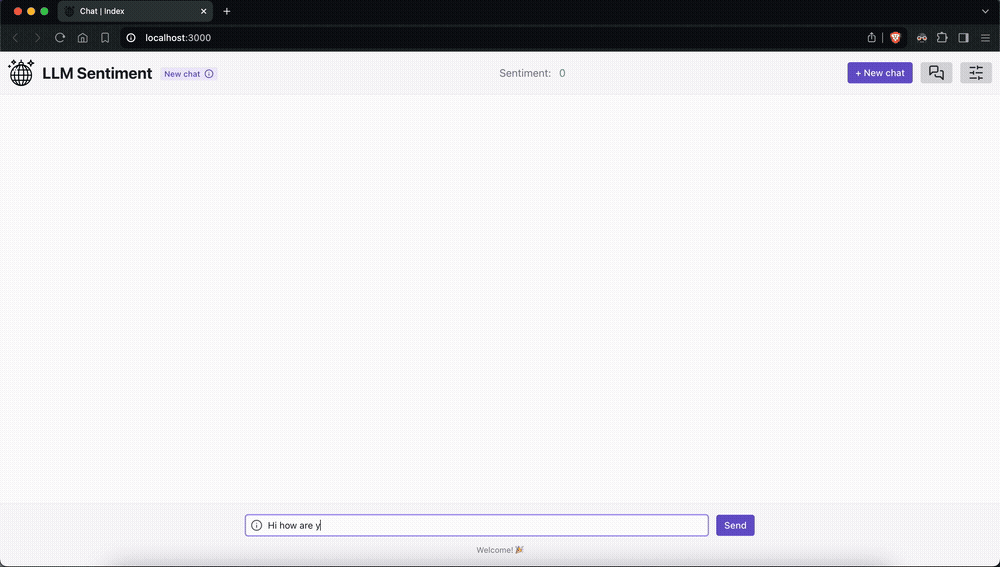 Chat | Index
localhost:3000
LLM Sentiment New chat Sentiment: 0 + New chat
Hi how are y Send
Welcome! 🎉